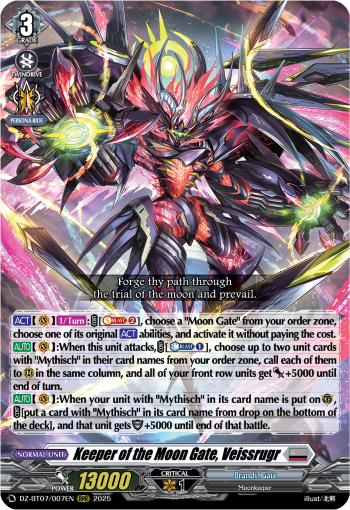 3
GRADE
TWINDRIVE
PERSONA RIDE
Forge thy path through
the trial of the moon and prevail.
ACT【 】1/Turn:[SOUL BLAST 2], choose a "Moon Gate" from your order zone,
choose one of its original ACT abilities, and activate it without paying the cost.
AUTO【 】:When this unit attacks, [COUNTER BLAST 1], choose up to two unit cards
with "Mythisch" in their card names from your order zone, call each of them
to in the same column, and all of your front row units get +5000 until
end of turn.
AUTO【 】:When your unit with "Mythisch" in its card name is put on ,
[put a card with "Mythisch" in its card name from drop on the bottom of
the deck], and that unit gets +5000 until end of that battle.
NORMAL UNIT
Keeper of the Moon Gate, Veissrugr
POWER
13000
CRITICAL
1
Brandt Gate
Moonkeeper
DZ-BT07/007EN RRR 2025
illust/北熊